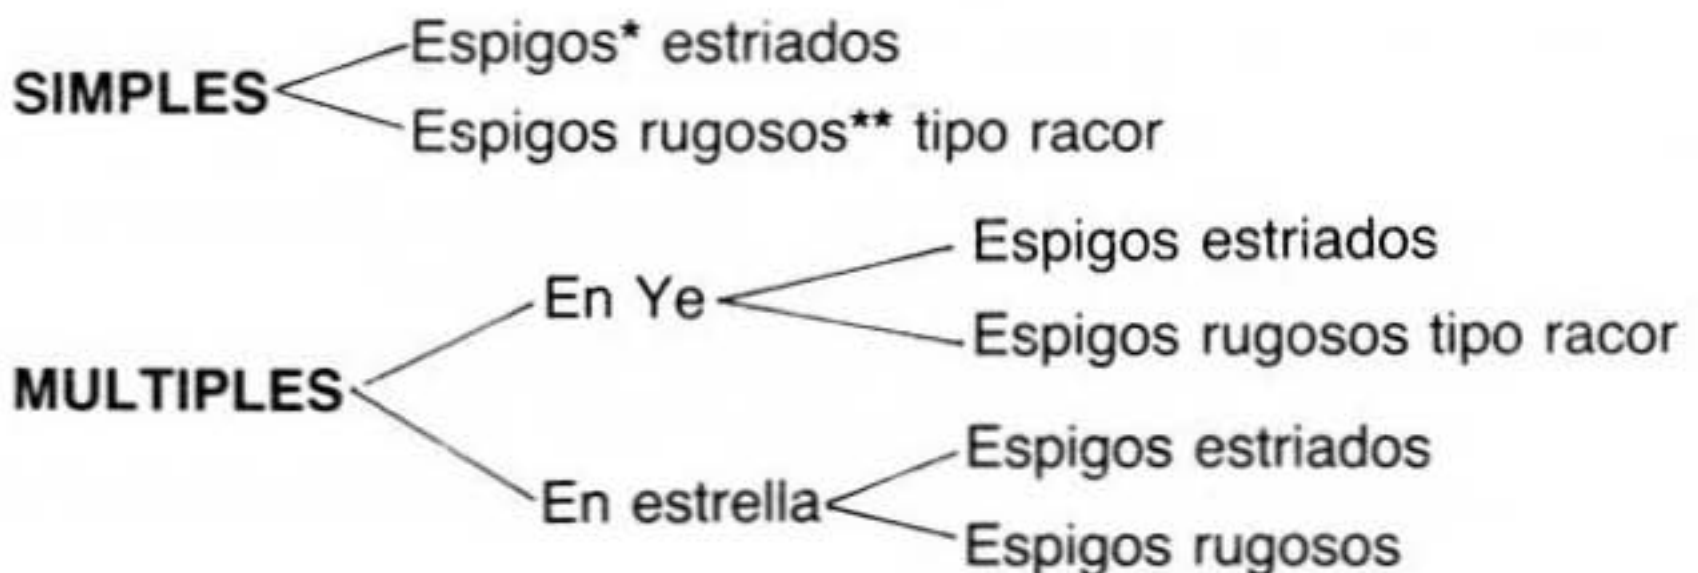 SIMPLES
Espigos* estriados
Espigos rugosos** tipo racor
MULTIPLES
En Ye
Espigos estriados
Espigos rugosos tipo racor
En estrella
Espigos estriados
Espigos rugosos